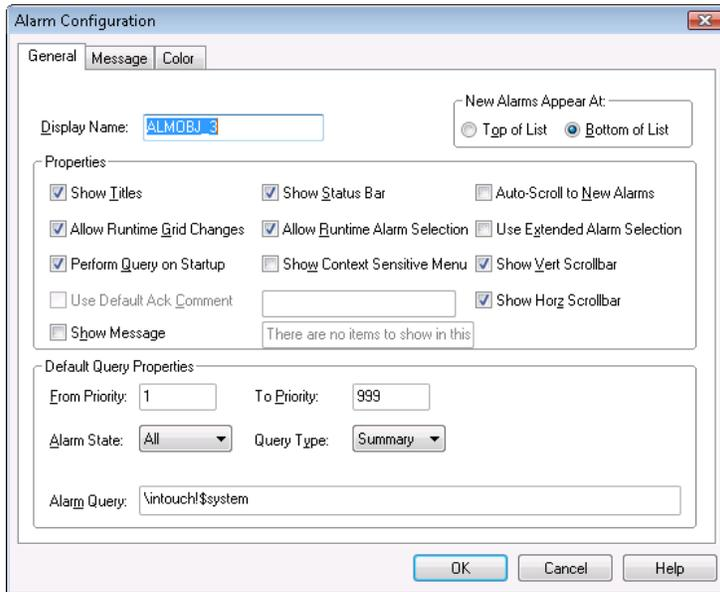 Alarm Configuration
General Message Color
New Alarms Appear At:
Display Name: ALMOBJ_3
Top of List Bottom of List
Properties
Show Titles Show Status Bar Auto-Scroll to New Alarms
Allow Runtime Grid Changes Allow Runtime Alarm Selection Use Extended Alarm Selection
Perform Query on Startup Show Context Sensitive Menu Show Vert Scrollbar
Use Default Ack Comment Show Horz Scrollbar
Show Message There are no items to show in this
Default Query Properties
From Priority: 1 To Priority: 999
Alarm State: All Query Type: Summary
Alarm Query: \intouch!$system
OK Cancel Help